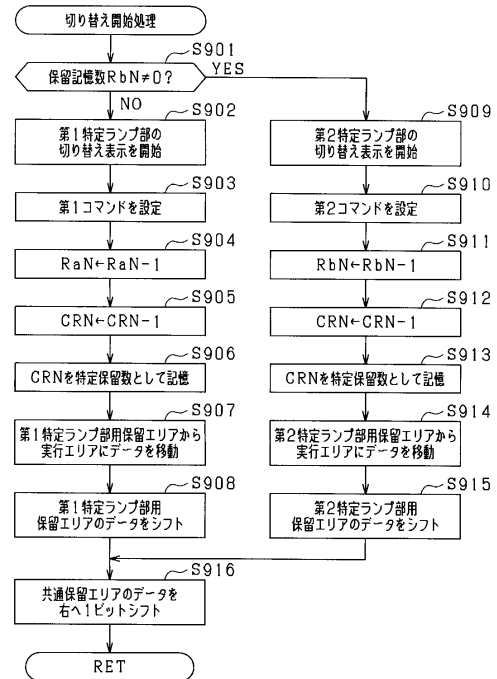 切り替え開始処理
S901
保留記憶数RbN≠0?
YES
NO
S902
第1特定ランプ部の
切り替え表示を開始
S903
第1コマンドを設定
S904
RaN←RaN-1
S905
CRN←CRN-1
S906
CRNを特定保留数として記憶
S907
第1特定ランプ部用保留エリアから
実行エリアにデータを移動
S908
第1特定ランプ部用
保留エリアのデータをシフト
S909
第2特定ランプ部の
切り替え表示を開始
S910
第2コマンドを設定
S911
RbN←RbN-1
S912
CRN←CRN-1
S913
CRNを特定保留数として記憶
S914
第2特定ランプ部用保留エリアから
実行エリアにデータを移動
S915
第2特定ランプ部用
保留エリアのデータをシフト
S916
共通保留エリアのデータを
右へ1ビットシフト
RET